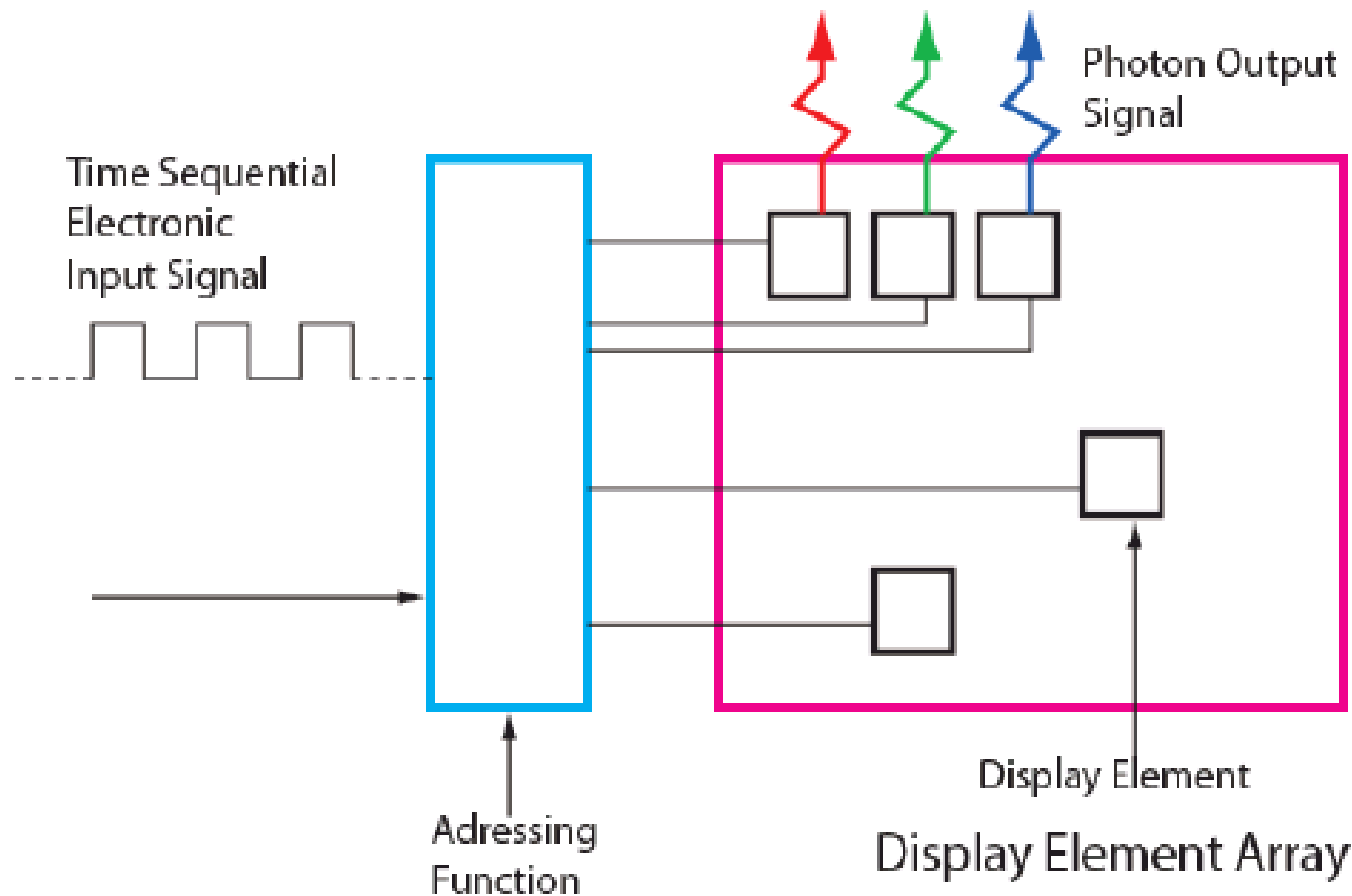 Photon Output
Signal
Time Sequential
Electronic
Input Signal
Display Element
Adressing
Function
Display Element Array